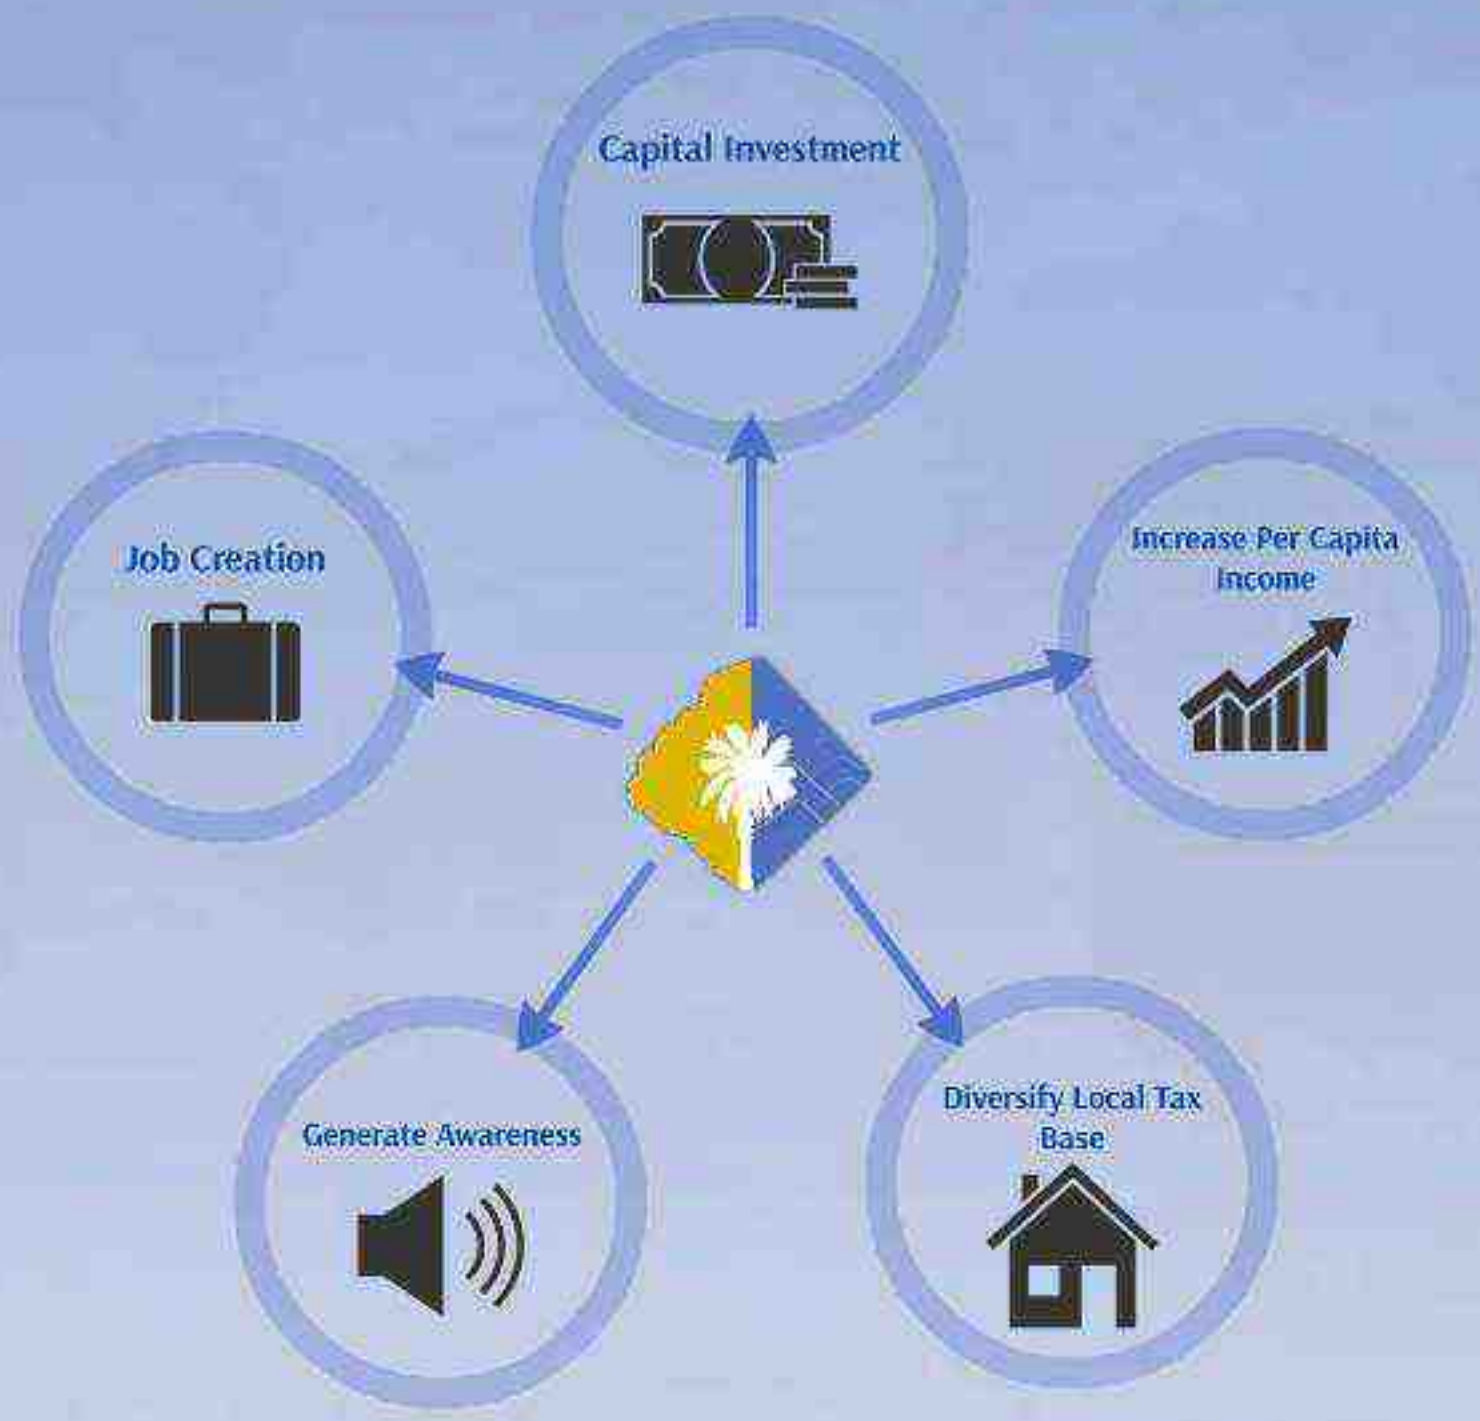 Capital Investment
Job Creation
Increase Per Capita
Income
Generate Awareness
Diversify Local Tax
Base